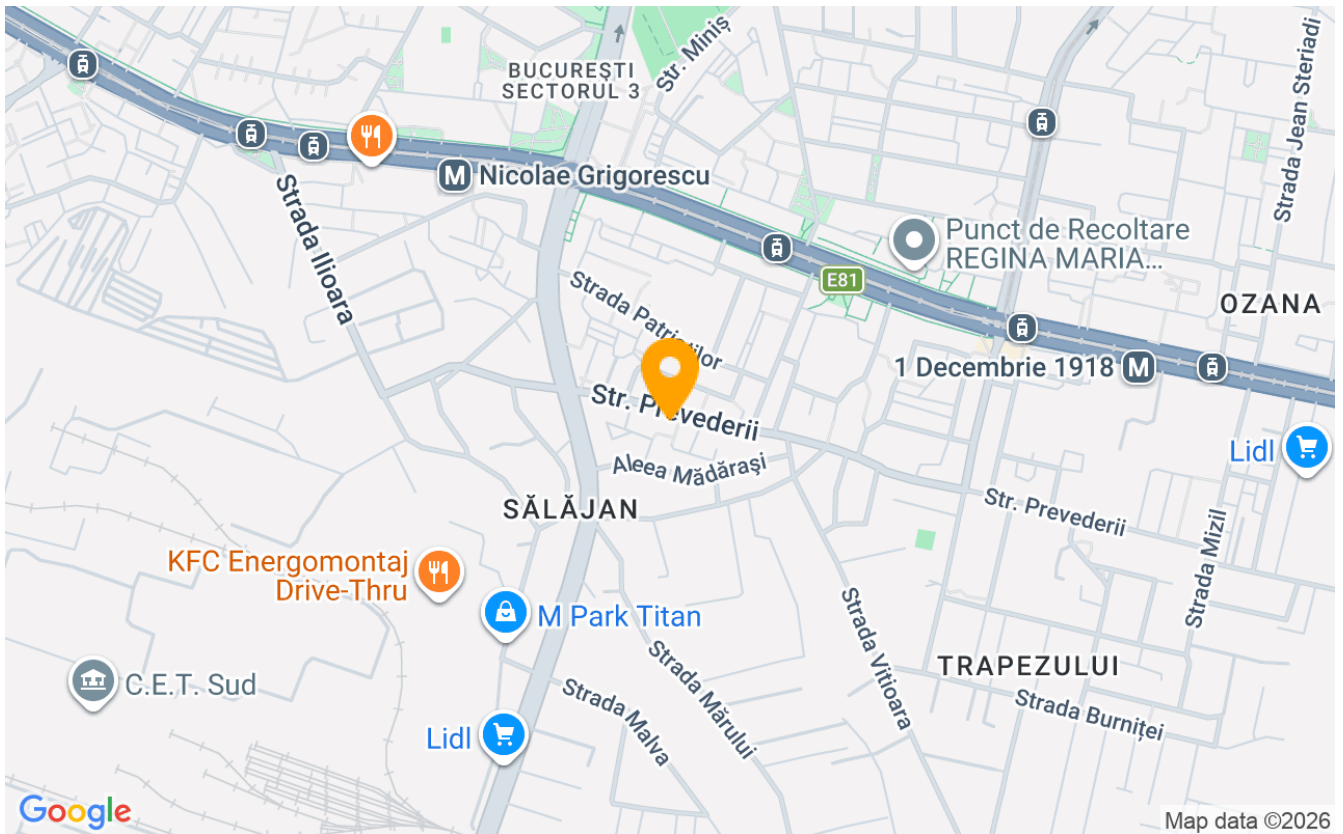 BUCUREȘTI
SECTORUL 3
Str. Miniș
Strada Jean Steriadi
Nicolae Grigorescu
Strada Ilioara
Punct de Recoltare
REGINA MARIA...
E81
OZANA
Strada Patrioților
1 Decembrie 1918
Str. Prevederii
Lidl
Aleea Mădărași
SĂLĂJAN
Str. Prevederii
Strada Mizil
KFC Energomontaj
Drive-Thru
M Park Titan
Strada Vitioara
TRAPEZULUI
C.E.T. Sud
Strada Mărului
Strada Malva
Strada Burniței
Lidl
Google
Map data ©2026